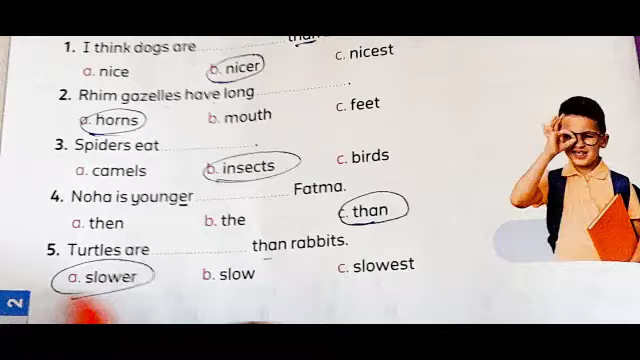 1. I think dogs are ............... than
a. nice b. nicer c. nicest
2. Rhim gazelles have long ............... .
a. horns b. mouth c. feet
3. Spiders eat ............... .
a. camels b. insects c. birds
4. Noha is younger ............... Fatma.
a. then b. the c. than
5. Turtles are ............... than rabbits.
a. slower b. slow c. slowest
2